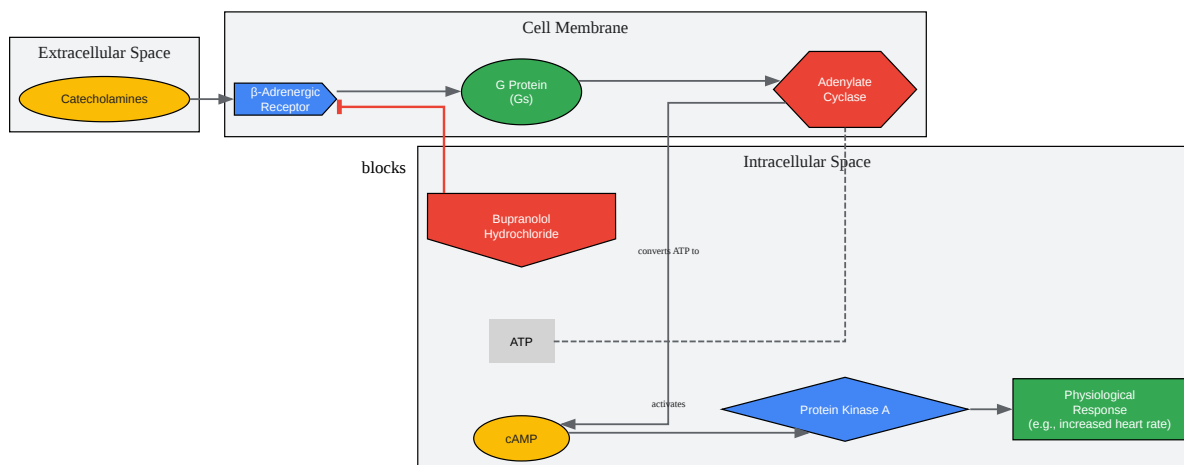 Cell Membrane
Extracellular Space
Catecholamines
β-Adrenergic
Receptor
G Protein
(Gs)
Adenylate
Cyclase
blocks
Intracellular Space
Bupranolol
Hydrochloride
converts ATP to
ATP
activates
cAMP
Protein Kinase A
Physiological
Response
(e.g., increased heart rate)